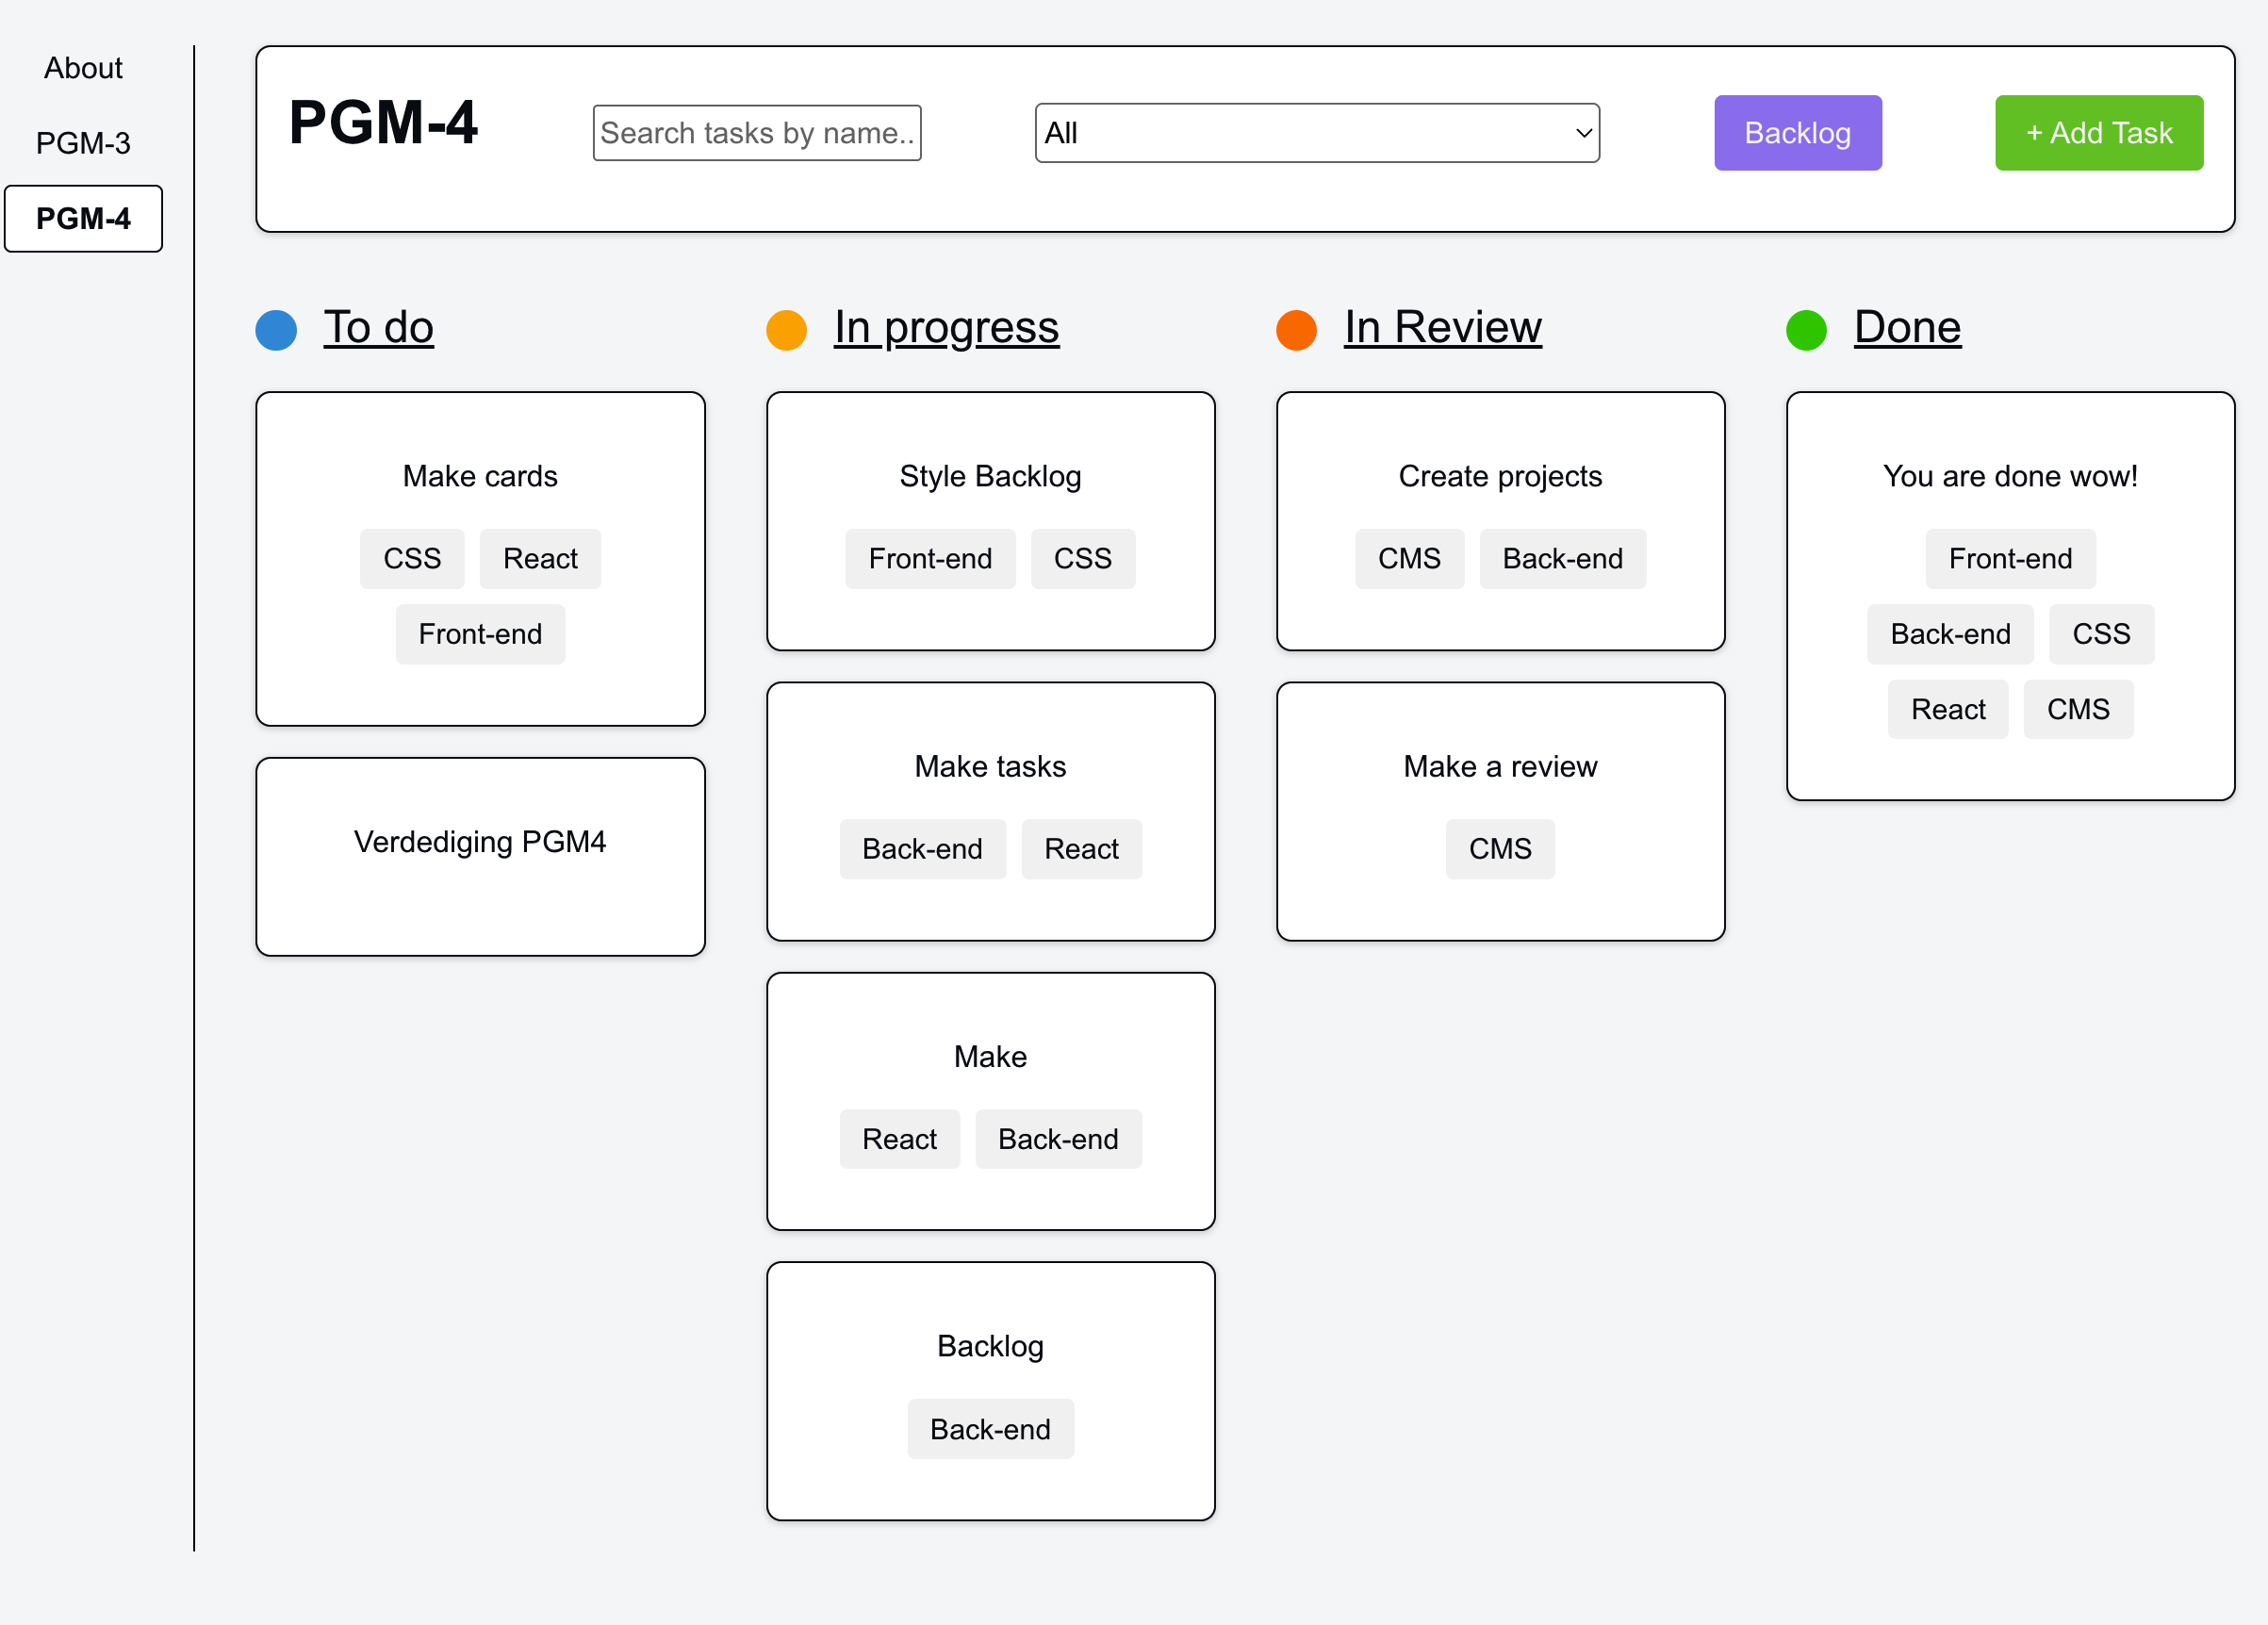 About
PGM-3
PGM-4
PGM-4
Search tasks by name..
All
Backlog
+ Add Task
To do
Make cards
CSS React
Front-end
Verdediging PGM4
In progress
Style Backlog
Front-end CSS
Make tasks
Back-end React
Make
React Back-end
Backlog
Back-end
In Review
Create projects
CMS Back-end
Make a review
CMS
Done
You are done wow!
Front-end
Back-end CSS
React CMS